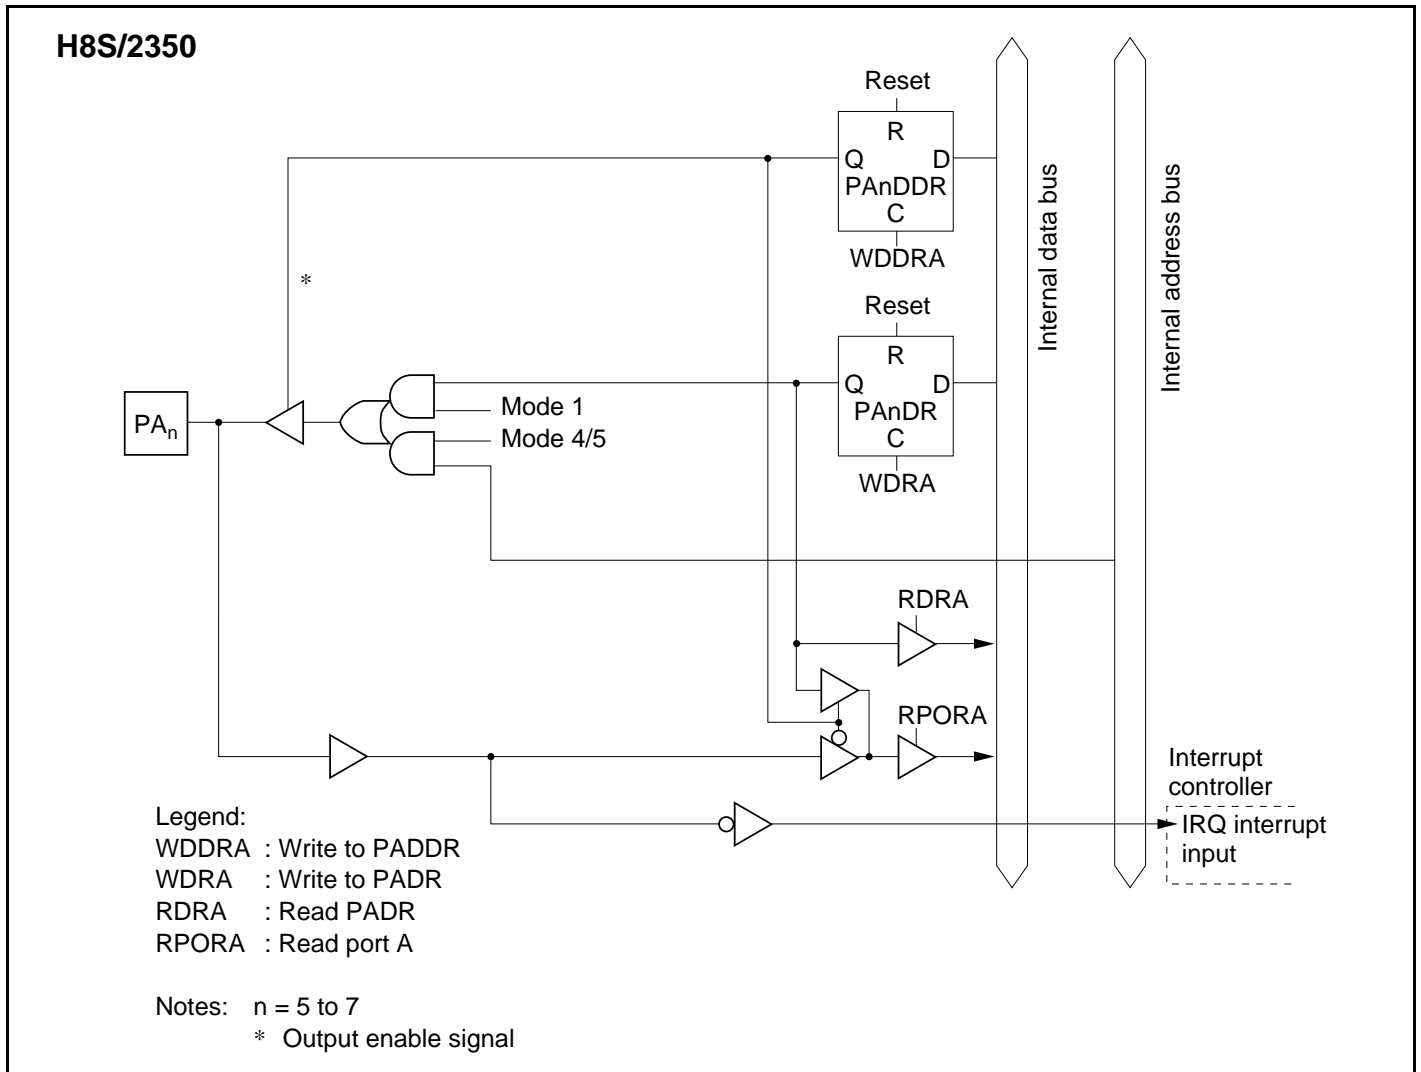 H8S/2350
Reset
R
Q D
PAnDDR
C
WDDRA
*
Reset
R
Q D
PAnDR
C
WDRA
Internal data bus
Internal address bus
Mode 1
Mode 4/5
PAn
RDRA
RPORA
Interrupt
controller
IRQ interrupt
input
Legend:
WDDRA : Write to PADDR
WDRA : Write to PADR
RDRA : Read PADR
RPORA : Read port A
Notes: n = 5 to 7
* Output enable signal